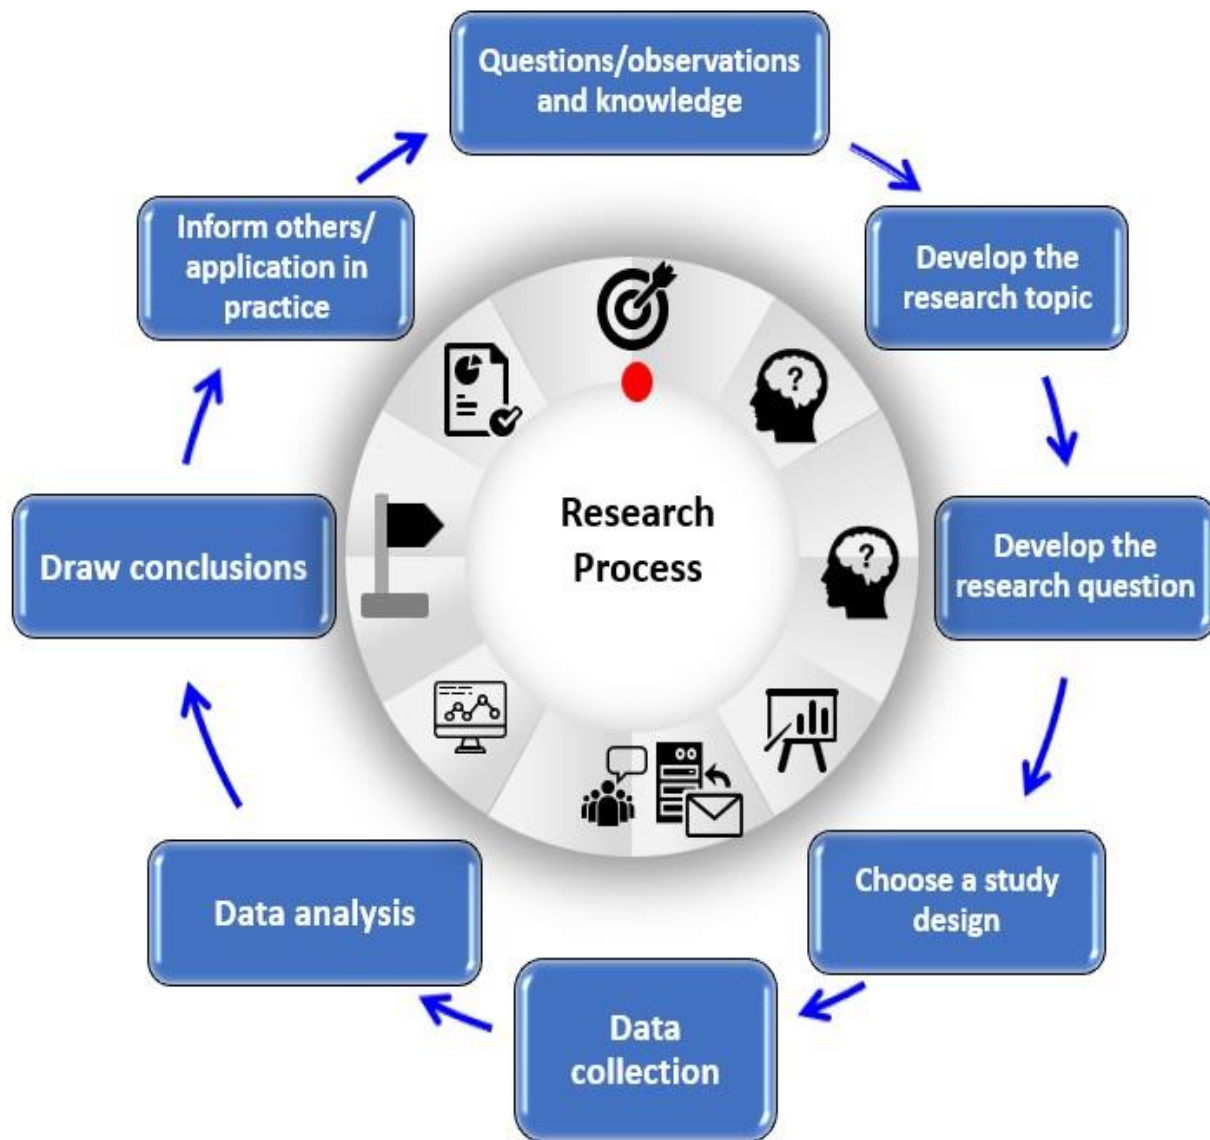 Questions/observations
and knowledge
Develop the
research topic
Develop the
research question
Choose a study
design
Data
collection
Data analysis
Draw conclusions
Inform others/
application in
practice
Research
Process
?
?